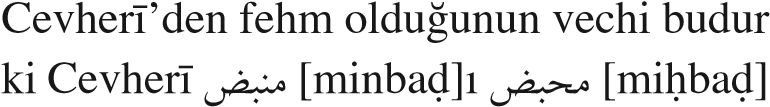 Cevherī’den fehm olduğunun vechi budur
ki Cevherī منبض [minbaḍ]ı محبض [miḥbaḍ]